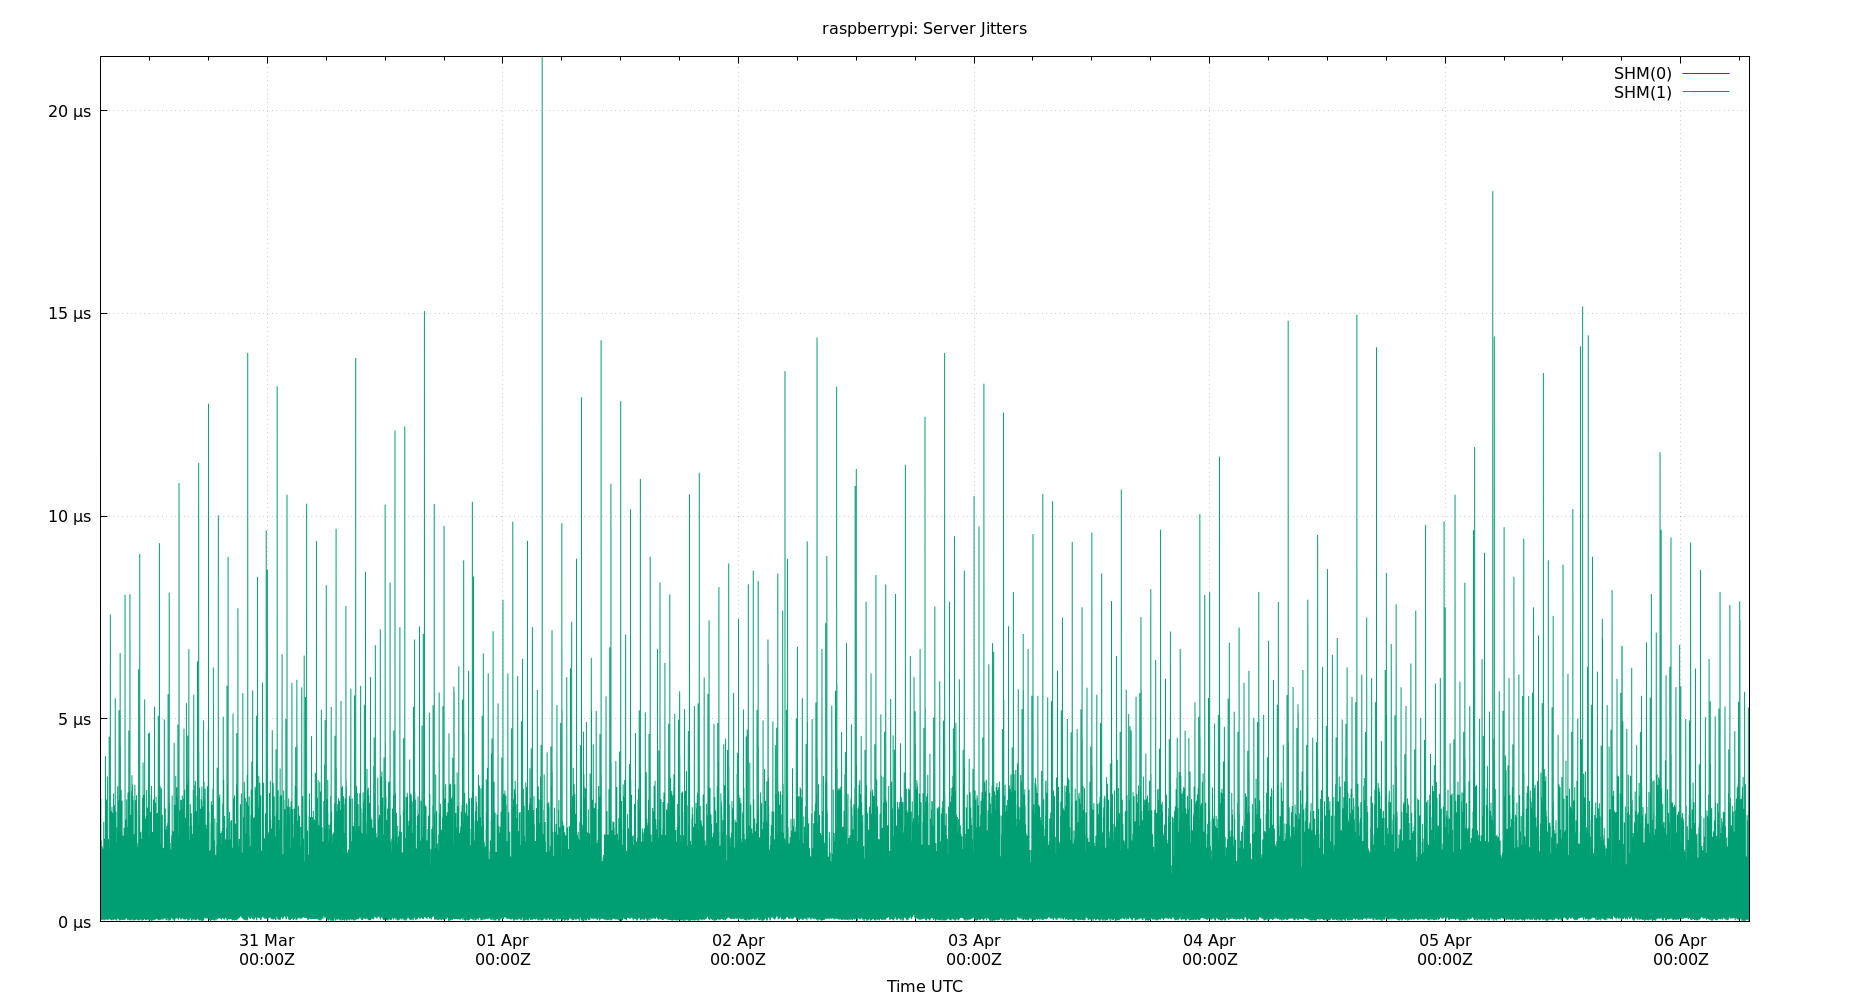 raspberrypi: Server Jitters
SHM(0)
SHM(1)
20 µs
15 µs
10 µs
5 µs
0 µs
31 Mar 01 Apr 02 Apr 03 Apr 04 Apr 05 Apr 06 Apr
00:00Z 00:00Z 00:00Z 00:00Z 00:00Z 00:00Z 00:00Z
Time UTC